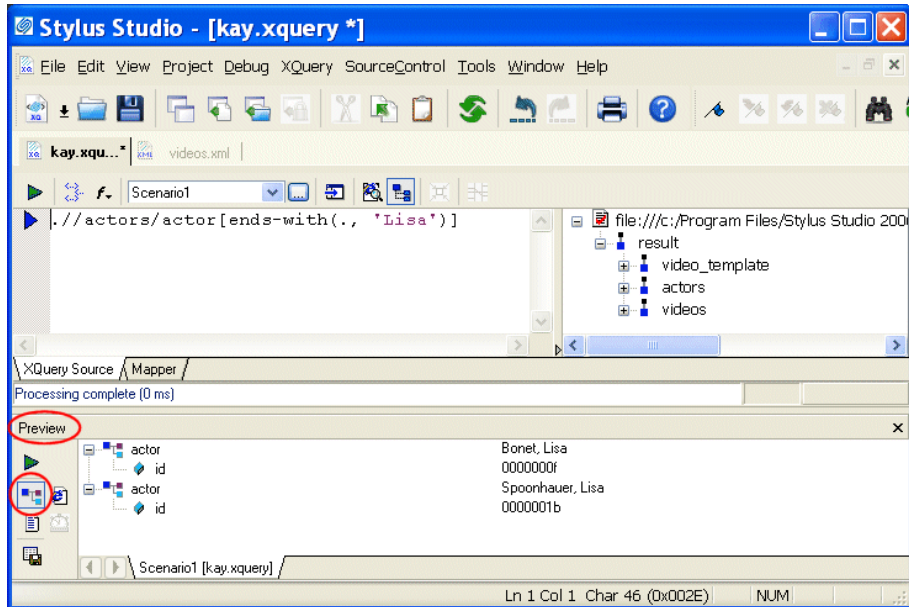 Stylus Studio - [kay.xquery *]
File Edit View Project Debug XQuery SourceControl Tools Window Help
kay.xqu...* videos.xml
Scenario1
.//actors/actor[ends-with(., 'Lisa')]
file:///c:/Program Files/Stylus Studio 200
result
video_template
actors
videos
XQuery Source Mapper
Processing complete (0 ms)
Preview
actor Bonet, Lisa
id 0000000f
actor Spoonhauer, Lisa
id 0000001b
Scenario1 [kay.xquery]
Ln 1 Col 1 Char 46 (0x002E) NUM